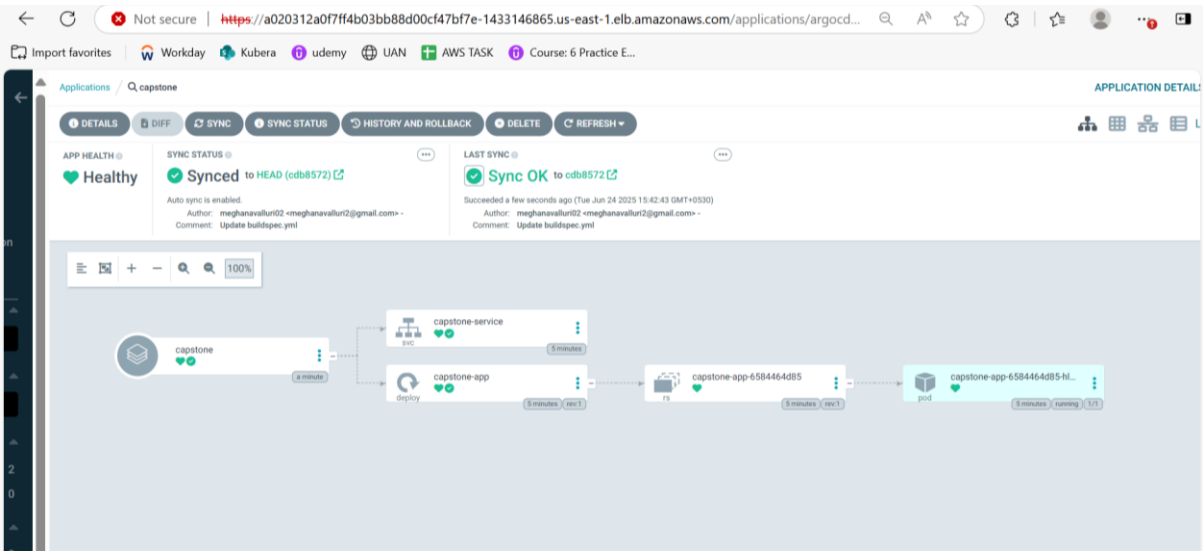 Not secure | https://a020312a0f7ff4b03bb88d00cf47bf7e-1433146865.us-east-1.elb.amazonaws.com/applications/argocd...
Import favorites Workday Kubera udemy UAN AWS TASK Course: 6 Practice E...
Applications / capstone APPLICATION DETAILS
DETAILS DIFF SYNC SYNC STATUS HISTORY AND ROLLBACK DELETE REFRESH
APP HEALTH SYNC STATUS LAST SYNC
Healthy Synced to HEAD (cdb8572) Sync OK to cdb8572
Auto sync is enabled. Succeeded a few seconds ago (Tue Jun 24 2025 15:42:43 GMT+0530)
Author: meghanavalluri02 <meghanavalluri2@gmail.com> - Author: meghanavalluri02 <meghanavalluri2@gmail.com> -
Comment: Update buildspec.yml Comment: Update buildspec.yml
on
100%
capstone-service
svc
5 minutes
capstone
a minute
capstone-app
deploy
5 minutes rev:1
capstone-app-6584464d85
rs
5 minutes rev:1
capstone-app-6584464d85-hl...
pod
5 minutes running 1/1
2
0